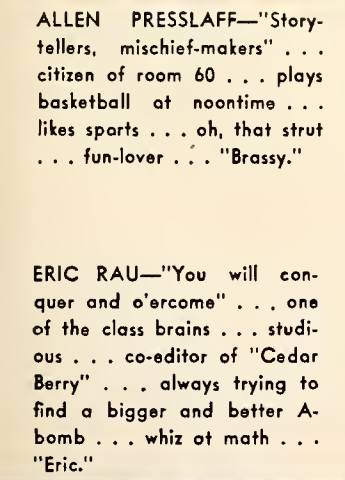 ALLEN PRESSLAFF—"Story-
tellers, mischief-makers" . . .
citizen of room 60 . . . plays
basketball at noontime . . .
likes sports . . . oh, that strut
. . . fun-lover . . . "Brassy."
ERIC RAU—"You will con-
quer and o'ercome" . . . one
of the class brains . . . studi-
ous . . . co-editor of "Cedar
Berry" . . . always trying to
find a bigger and better A-
bomb . . . whiz at math . . .
"Eric."